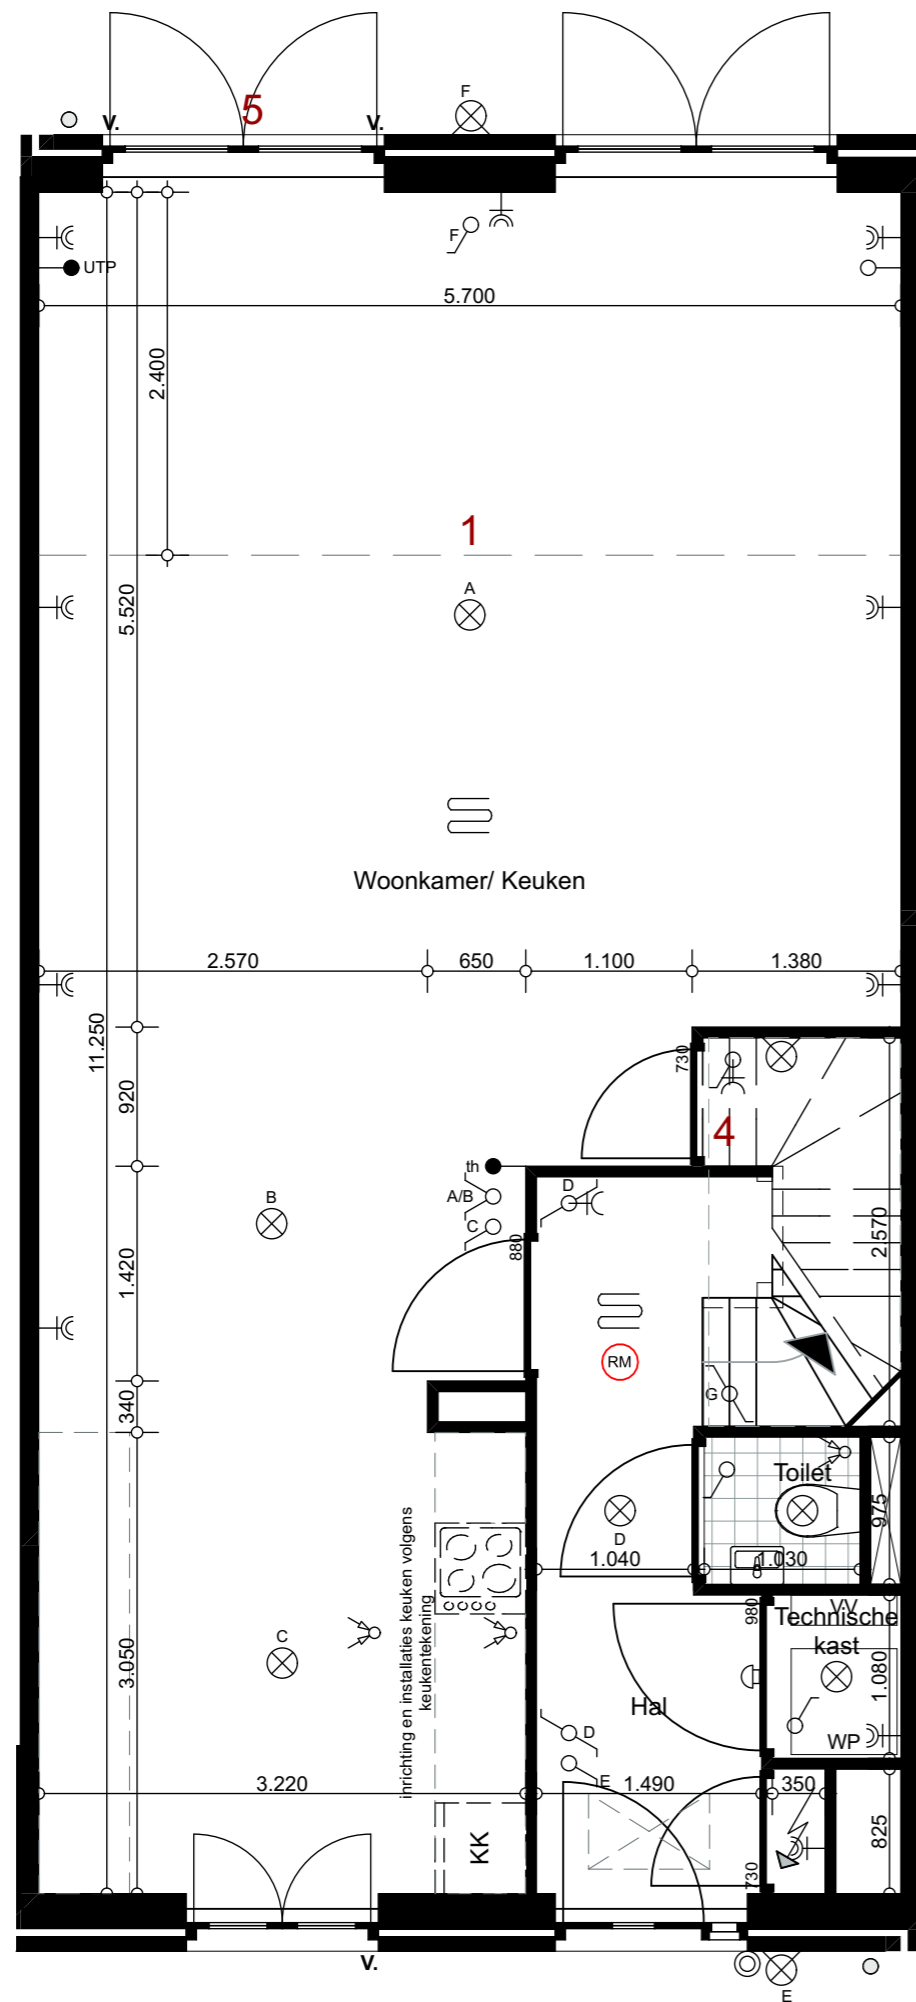 F
5
V.
V.
F
UTP
5.700
2.400
1
A
5.520
Woonkamer/ Keuken
2.570
650
1.100
1.380
11.250
730
920
4
th
A/B
D
B
C
880
2.570
1.420
RM
340
G
Toilet
975
D
1.040
1.030
inrichting en installaties keuken volgens
keukentekening
980
VV
Technische
kast
C
3.050
1.080
Hal
D
WP
E
3.220
1.490
350
825
KK
730
V.
E